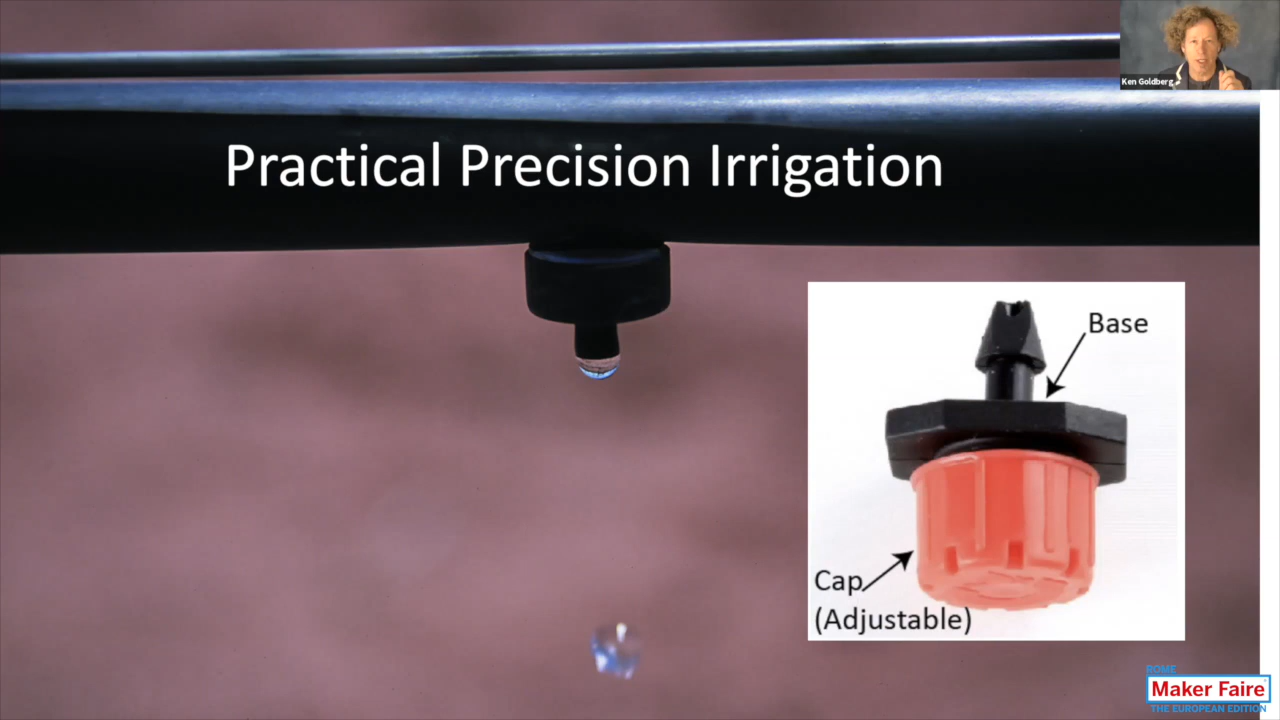 Ken Goldberg
Practical Precision Irrigation
Base
Cap
(Adjustable)
ROME
Maker Faire
THE EUROPEAN EDITION